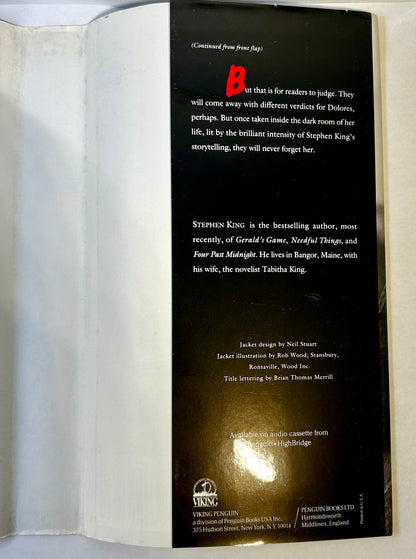 (Continued from front flap)
But that is for readers to judge. They
will come away with different verdicts for Dolores,
perhaps. But once taken inside the dark room of her
life, lit by the brilliant intensity of Stephen King's
storytelling, they will never forget her.
STEPHEN KING is the bestselling author, most
recently, of Gerald's Game, Needful Things, and
Four Past Midnight. He lives in Bangor, Maine, with
his wife, the novelist Tabitha King.
Jacket design by Neil Stuart
Jacket illustration by Rob Wood; Stansbury,
Ronsaville, Wood Inc.
Title lettering by Brian Thomas Merrill
Available on audio cassette from
HighBridge
VIKING
VIKING PENGUIN
a division of Penguin Books USA Inc.
375 Hudson Street, New York, N.Y. 10014
PENGUIN BOOKS LTD.
Harmondsworth
Middlesex, England
Printed in U.S.A.